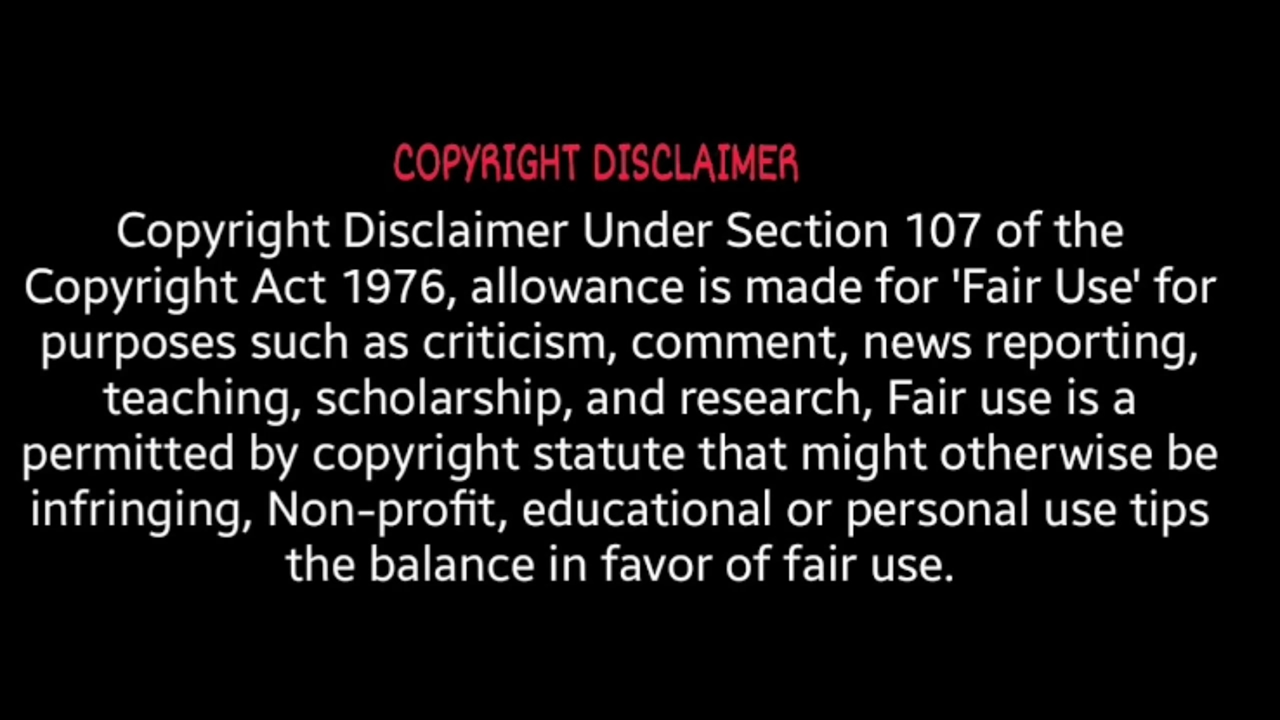 COPYRIGHT DISCLAIMER
Copyright Disclaimer Under Section 107 of the
Copyright Act 1976, allowance is made for 'Fair Use' for
purposes such as criticism, comment, news reporting,
teaching, scholarship, and research, Fair use is a
permitted by copyright statute that might otherwise be
infringing, Non-profit, educational or personal use tips
the balance in favor of fair use.